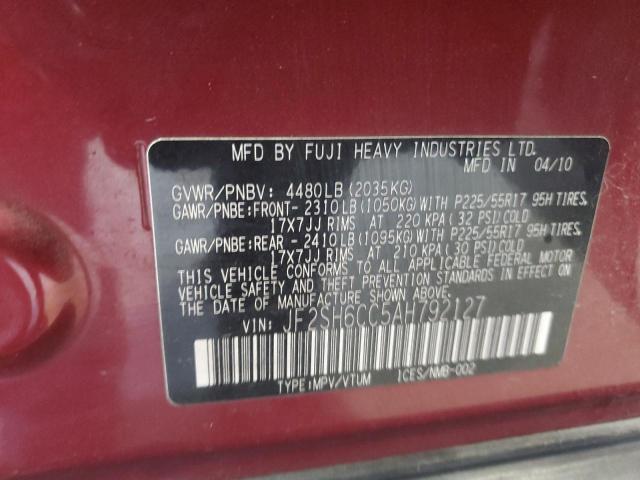 MFD BY FUJI HEAVY INDUSTRIES LTD.
MFD IN 04/10
GVWR/PNBV: 4480LB(2035KG)
GAWR/PNBE:FRONT- 2310LB(1050KG)WITH P225/55R17 95H TIRES,
17X7JJ RIMS AT 220 KPA(32 PSI)COLD
GAWR/PNBE:REAR - 2410LB(1095KG)WITH P225/55R17 95H TIRES,
17X7JJ RIMS AT 210 KPA(30 PSI)COLD
THIS VEHICLE CONFORMS TO ALL APPLICABLE FEDERAL MOTOR
VEHICLE SAFETY AND THEFT PREVENTION STANDARDS IN EFFECT ON
THE DATE OF MANUFACTURE SHOWN ABOVE.
VIN: JF2SH6CC5AH792127
TYPE:MPV/VTUM ICES/NMB-002